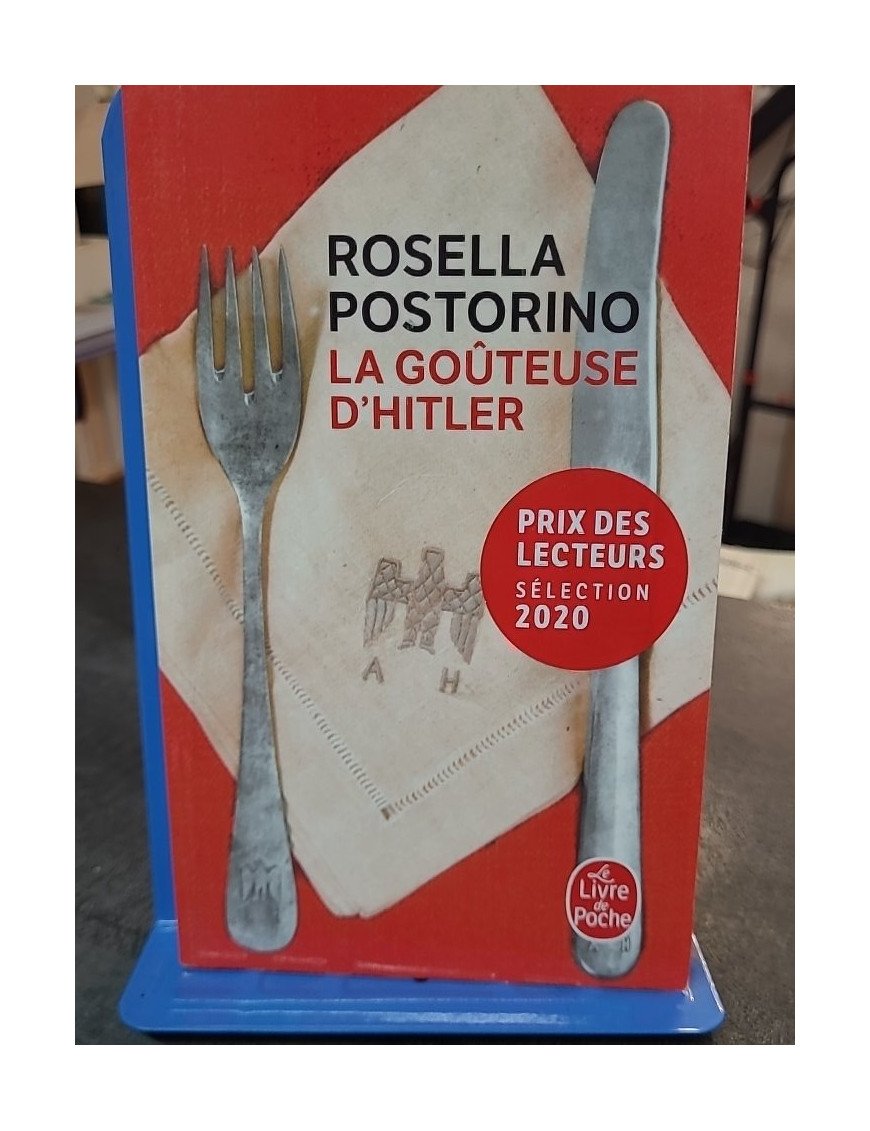 ROSELLA
POSTORINO
LA GOÛTEUSE
D'HITLER
PRIX DES
LECTEURS
SÉLECTION
2020
A H
Le
Livre
de
Poche
A H